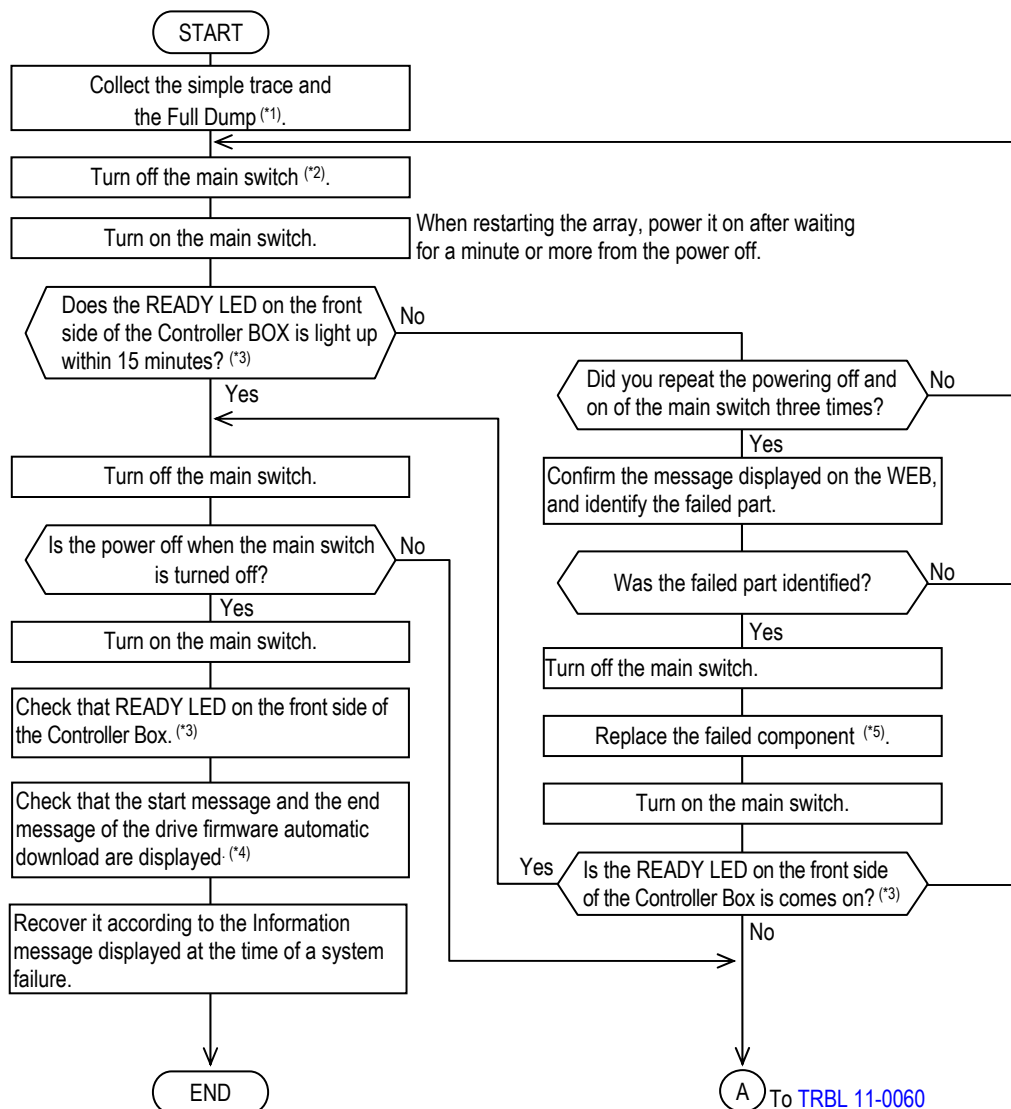 START
Collect the simple trace and
the Full Dump (*1).
Turn off the main switch (*2).
Turn on the main switch.
When restarting the array, power it on after waiting
for a minute or more from the power off.
Does the READY LED on the front
side of the Controller BOX is light up
within 15 minutes? (*3)
No
Yes
Did you repeat the powering off and
on of the main switch three times?
No
Yes
Turn off the main switch.
Confirm the message displayed on the WEB,
and identify the failed part.
Is the power off when the main switch
is turned off?
No
Yes
Was the failed part identified?
No
Yes
Turn on the main switch.
Turn off the main switch.
Check that READY LED on the front side of
the Controller Box. (*3)
Replace the failed component (*5).
Check that the start message and the end
message of the drive firmware automatic
download are displayed. (*4)
Turn on the main switch.
Yes
Is the READY LED on the front side
of the Controller Box is comes on? (*3)
No
Recover it according to the Information
message displayed at the time of a system
failure.
END
A
To TRBL 11-0060